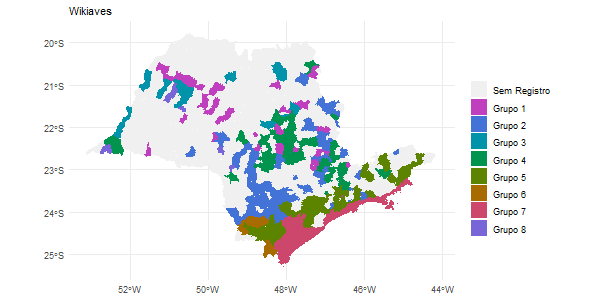 Wikiaves
20°S
21°S
22°S
23°S
24°S
25°S
52°W
50°W
48°W
46°W
44°W
Sem Registro
Grupo 1
Grupo 2
Grupo 3
Grupo 4
Grupo 5
Grupo 6
Grupo 7
Grupo 8